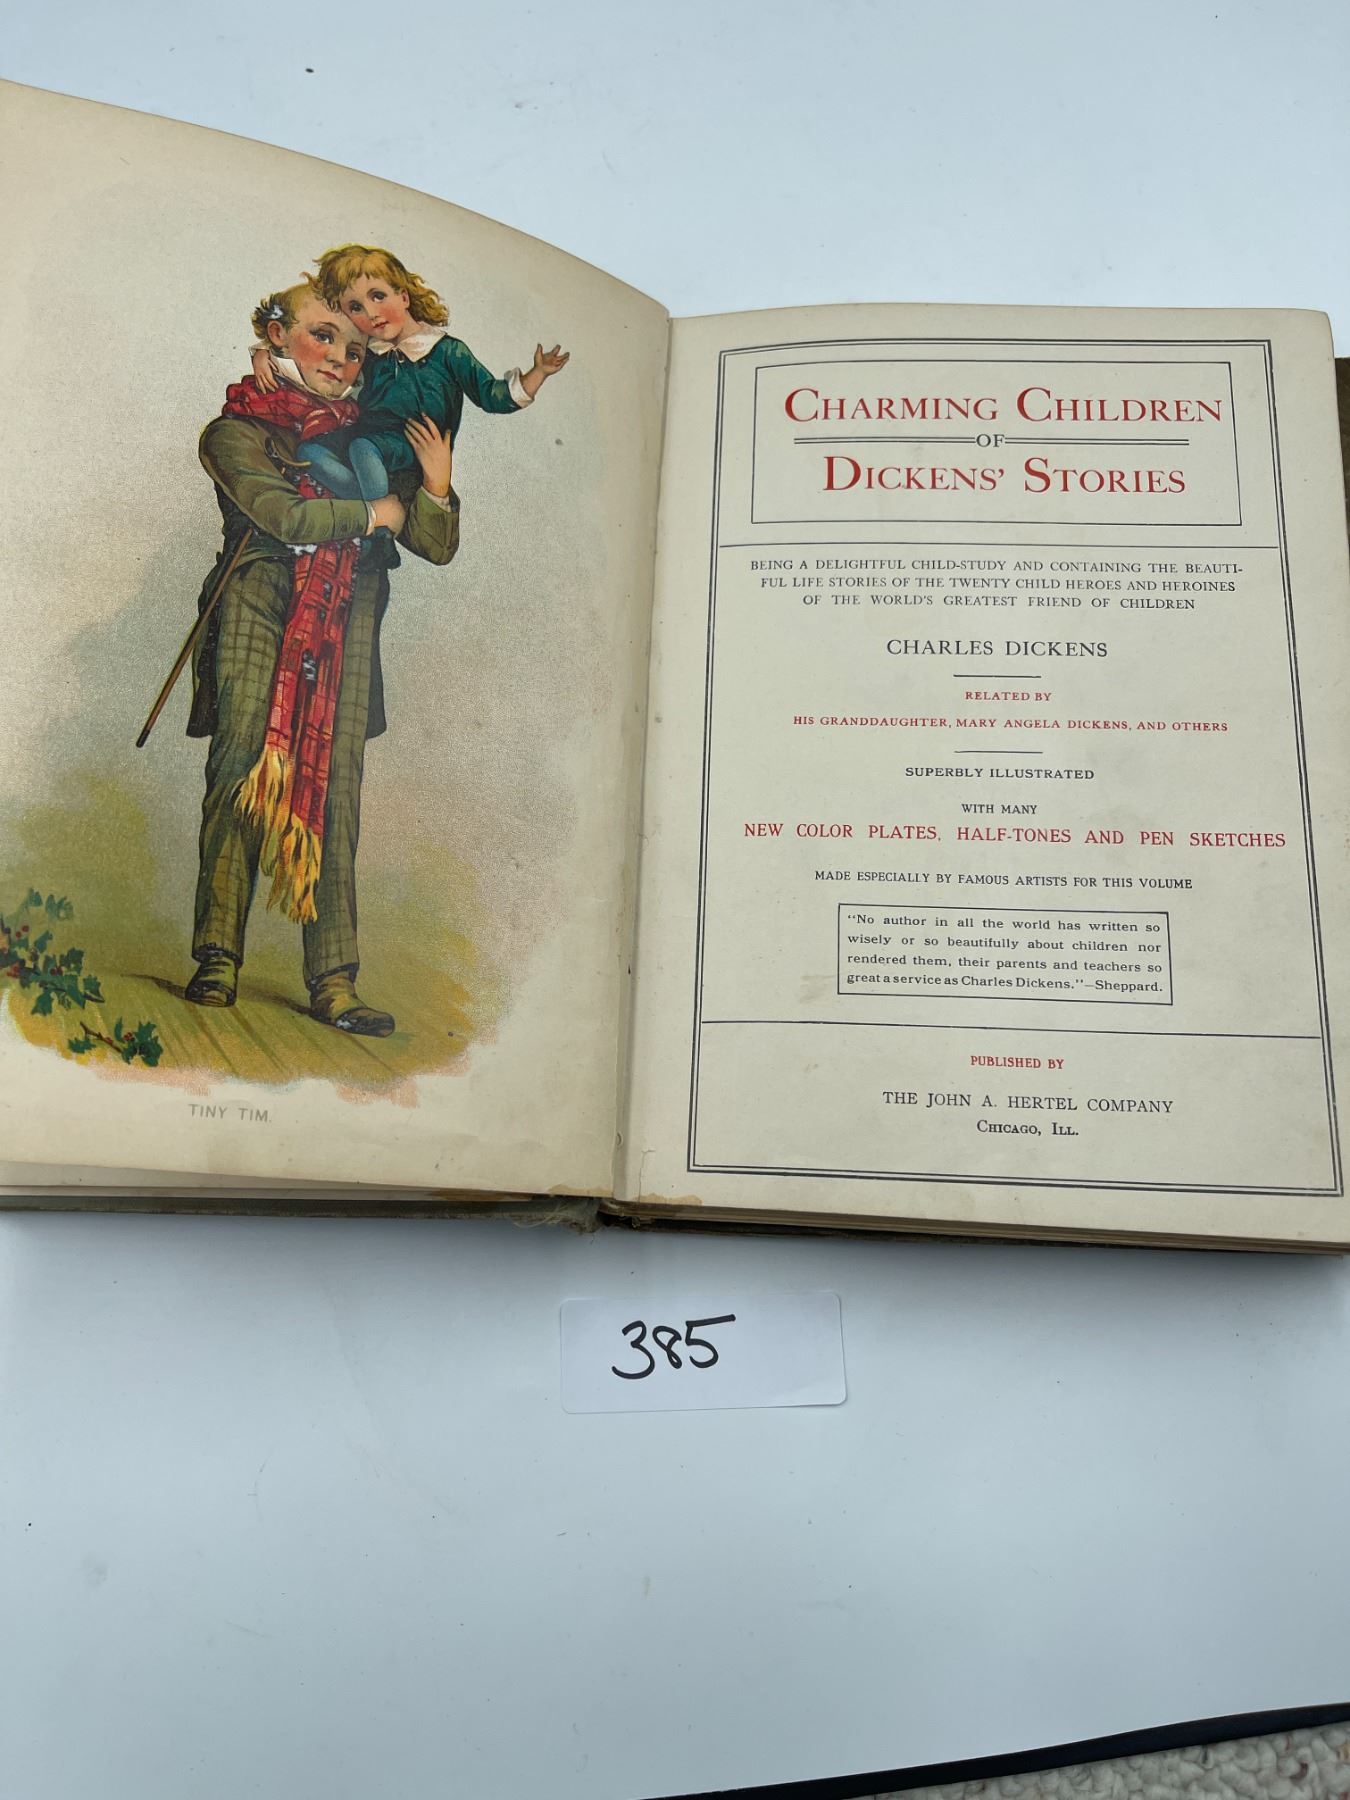 TINY TIM.
CHARMING CHILDREN
OF
DICKENS' STORIES
BEING A DELIGHTFUL CHILD-STUDY AND CONTAINING THE BEAUTI-
FUL LIFE STORIES OF THE TWENTY CHILD HEROES AND HEROINES
OF THE WORLD'S GREATEST FRIEND OF CHILDREN
CHARLES DICKENS
RELATED BY
HIS GRANDDAUGHTER, MARY ANGELA DICKENS, AND OTHERS
SUPERBLY ILLUSTRATED
WITH MANY
NEW COLOR PLATES, HALF-TONES AND PEN SKETCHES
MADE ESPECIALLY BY FAMOUS ARTISTS FOR THIS VOLUME
"No author in all the world has written so
wisely or so beautifully about children nor
rendered them, their parents and teachers so
great a service as Charles Dickens."—Sheppard.
PUBLISHED BY
THE JOHN A. HERTEL COMPANY
CHICAGO, ILL.
385